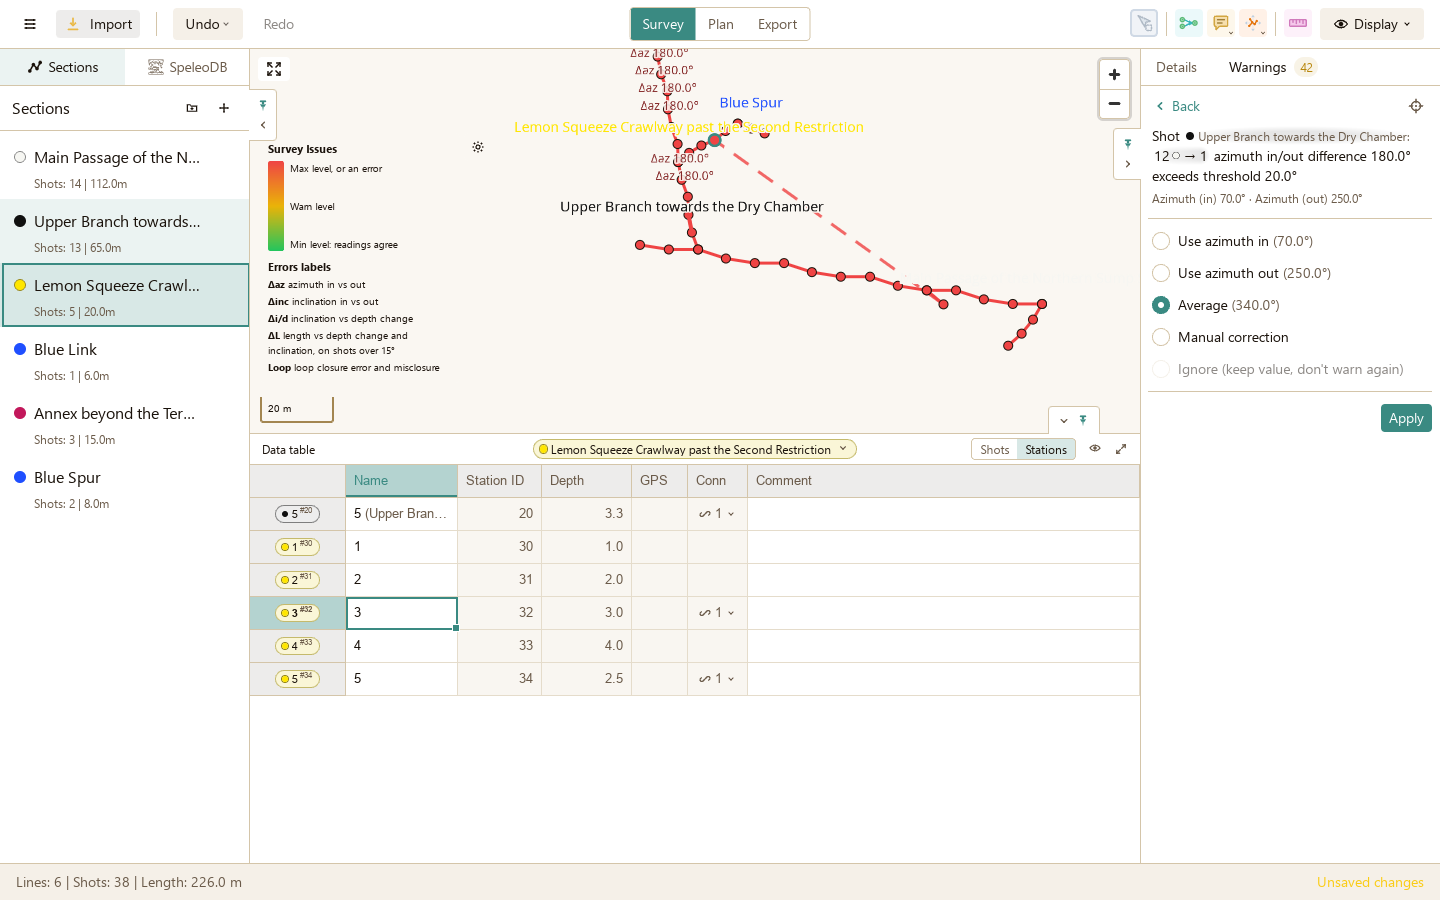 Import
Undo
Redo
Survey
Plan
Export
Display
Sections
SpeleoDB
Sections
Main Passage of the N...
Shots: 14 | 112.0m
Upper Branch towards...
Shots: 13 | 65.0m
Lemon Squeeze Crawl...
Shots: 5 | 20.0m
Blue Link
Shots: 1 | 6.0m
Annex beyond the Ter...
Shots: 3 | 15.0m
Blue Spur
Shots: 2 | 8.0m
Δaz 180.0°
Δaz 180.0°
Δaz 180.0°
Δaz 180.0°
Blue Spur
Lemon Squeeze Crawlway past the Second Restriction
Δaz 180.0°
Δaz 180.0°
Upper Branch towards the Dry Chamber
Survey Issues
Max level, or an error
Warn level
Min level: readings agree
Errors labels
Δaz azimuth in vs out
Δinc inclination in vs out
Δi/d inclination vs depth change
ΔL length vs depth change and
inclination, on shots over 15°
Loop loop closure error and misclosure
20 m
Data table
Lemon Squeeze Crawlway past the Second Restriction
Shots
Stations
Name Station ID Depth GPS Conn Comment
5 #20 5 (Upper Bran... 20 3.3 1
1 #30 1 30 1.0
2 #31 2 31 2.0
3 #32 3 32 3.0 1
4 #33 4 33 4.0
5 #34 5 34 2.5 1
Details
Warnings 42
Back
Shot Upper Branch towards the Dry Chamber:
12 → 1 azimuth in/out difference 180.0°
exceeds threshold 20.0°
Azimuth (in) 70.0° · Azimuth (out) 250.0°
Use azimuth in (70.0°)
Use azimuth out (250.0°)
Average (340.0°)
Manual correction
Ignore (keep value, don't warn again)
Apply
Lines: 6 | Shots: 38 | Length: 226.0 m
Unsaved changes